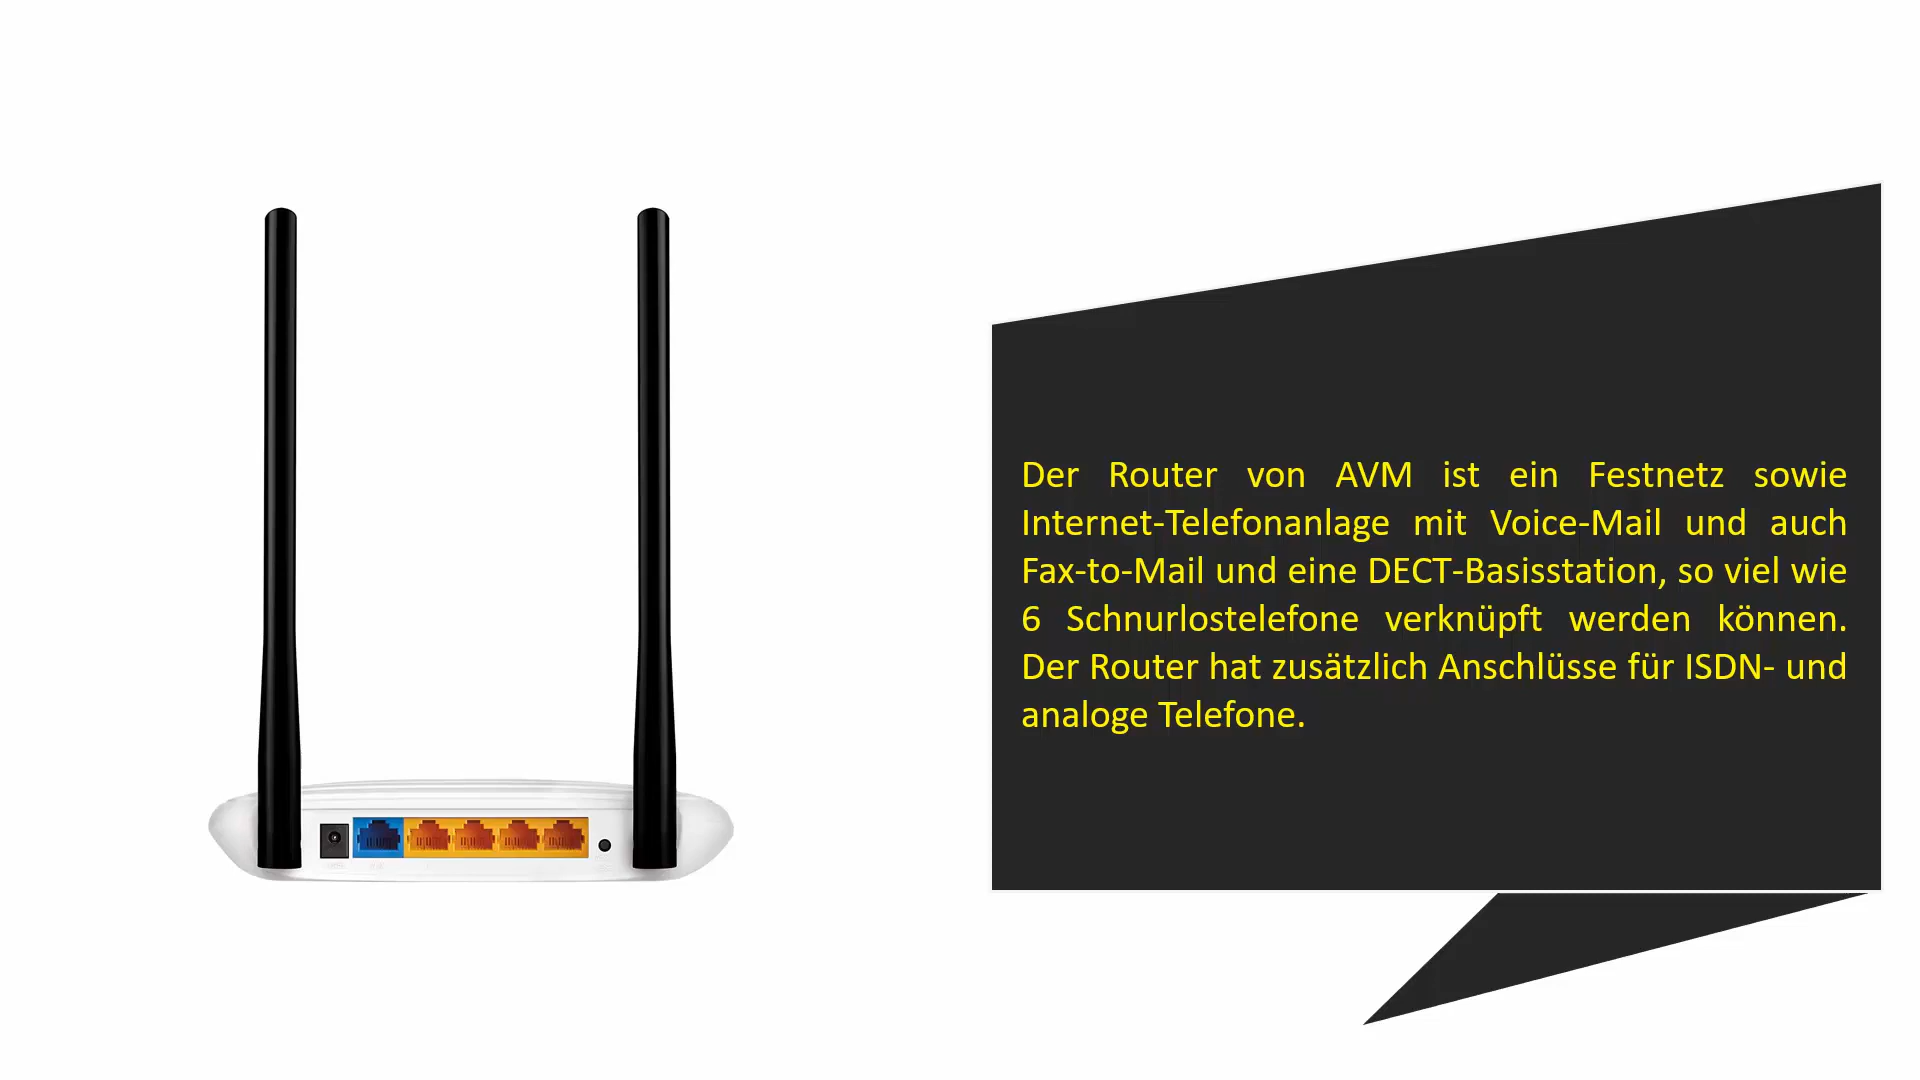 Der Router von AVM ist ein Festnetz sowie
Internet-Telefonanlage mit Voice-Mail und auch
Fax-to-Mail und eine DECT-Basisstation, so viel wie
6 Schnurlostelefone verknüpft werden können.
Der Router hat zusätzlich Anschlüsse für ISDN- und
analoge Telefone.